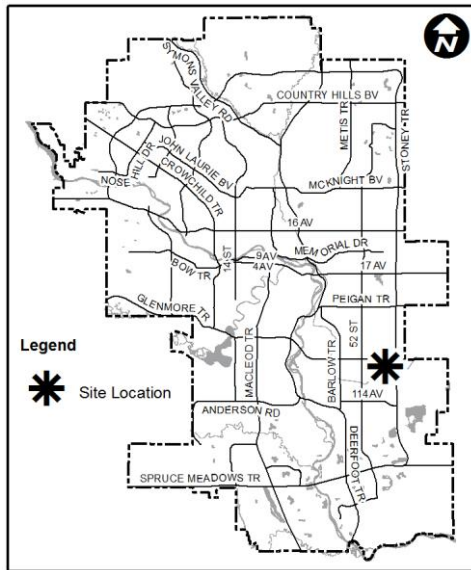 N
SYMONS VALLEY RD
COUNTRY HILLS BV
METIS TR
STONEY TR
JOHN LAURIE BV
NOSE HILL DR
CROWCHILD TR
MCKNIGHT BV
16 AV
14 ST
9 AV
4 AV
MEMORIAL DR
BOW TR
17 AV
PEIGAN TR
GLENMORE TR
52 ST
Legend
Site Location
MACLEOD TR
BARLOW TR
114 AV
ANDERSON RD
DEERFOOT TR
SPRUCE MEADOWS TR